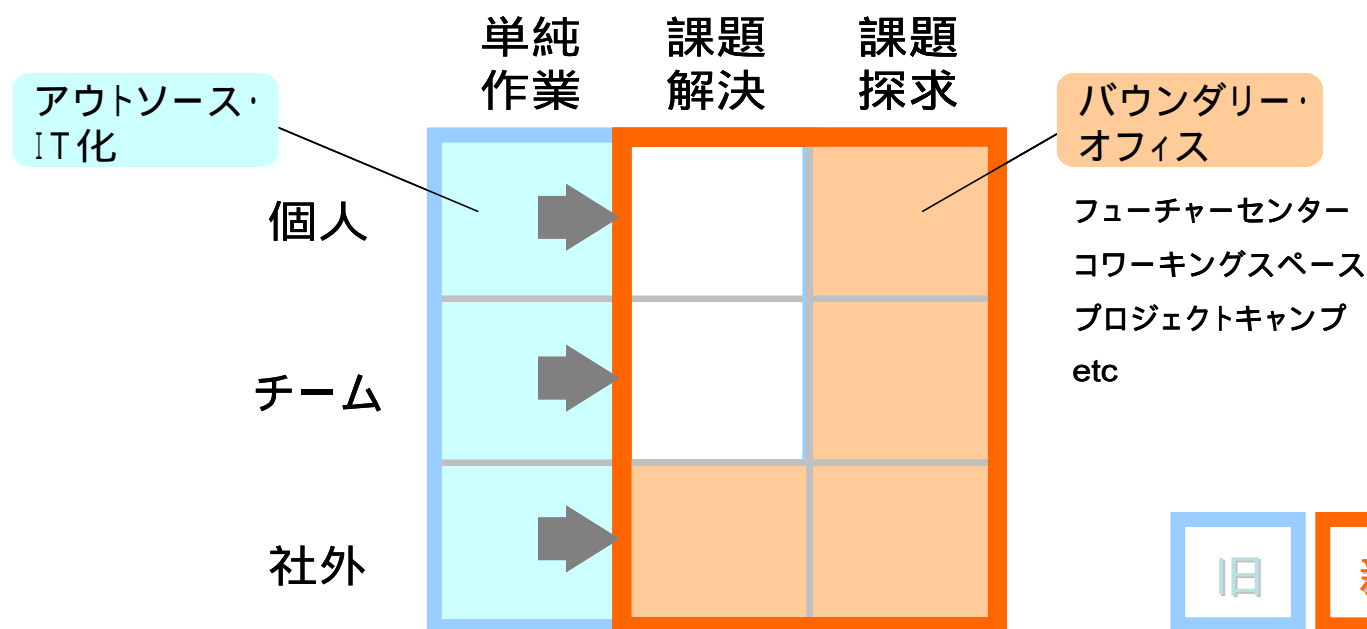 単純
作業
課題
解決
課題
探求
アウトソース・
IT化
バウンダリー・
オフィス
個人
フューチャーセンター
コワーキングスペース
プロジェクトキャンプ
etc
チーム
社外
旧